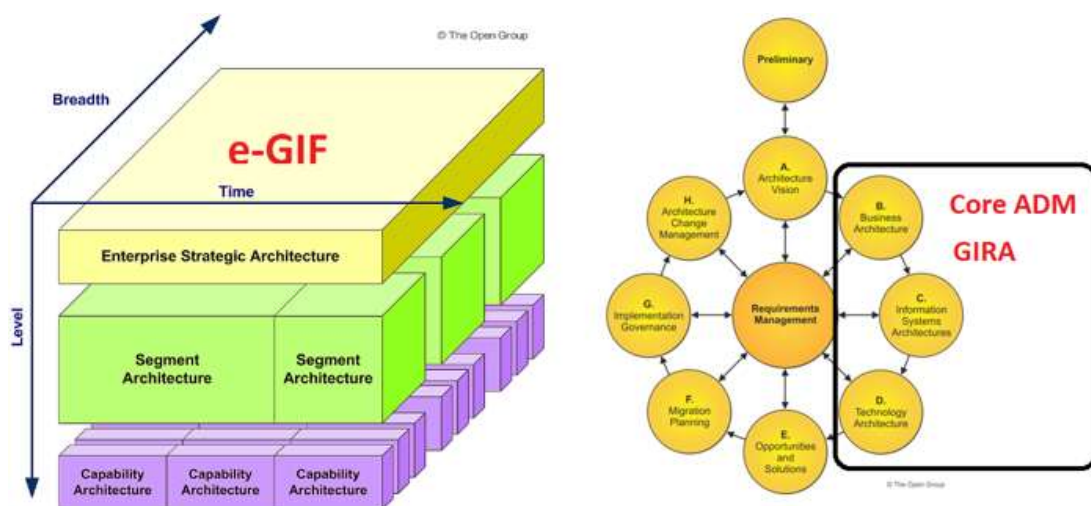 © The Open Group
Breadth
e-GIF
Time
Level
Enterprise Strategic Architecture
Segment
Architecture
Segment
Architecture
Capability
Architecture
Capability
Architecture
Capability
Architecture
Preliminary
A.
Architecture
Vision
H.
Architecture
Change
Management
B.
Business
Architecture
Core ADM
GIRA
G.
Implementation
Governance
Requirements
Management
C.
Information
Systems
Architectures
F.
Migration
Planning
D.
Technology
Architecture
E.
Opportunities
and
Solutions
© The Open Group